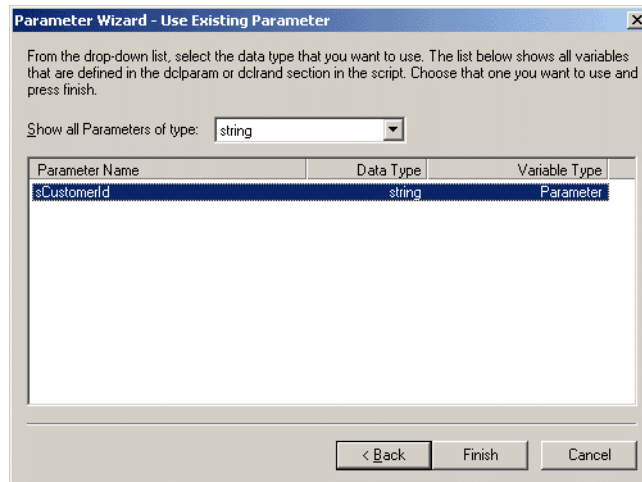 Parameter Wizard - Use Existing Parameter
From the drop-down list, select the data type that you want to use. The list below shows all variables
that are defined in the dclparam or dclrand section in the script. Choose that one you want to use and
press finish.
Show all Parameters of type: string
Parameter Name Data Type Variable Type
sCustomerId string Parameter
< Back Finish Cancel